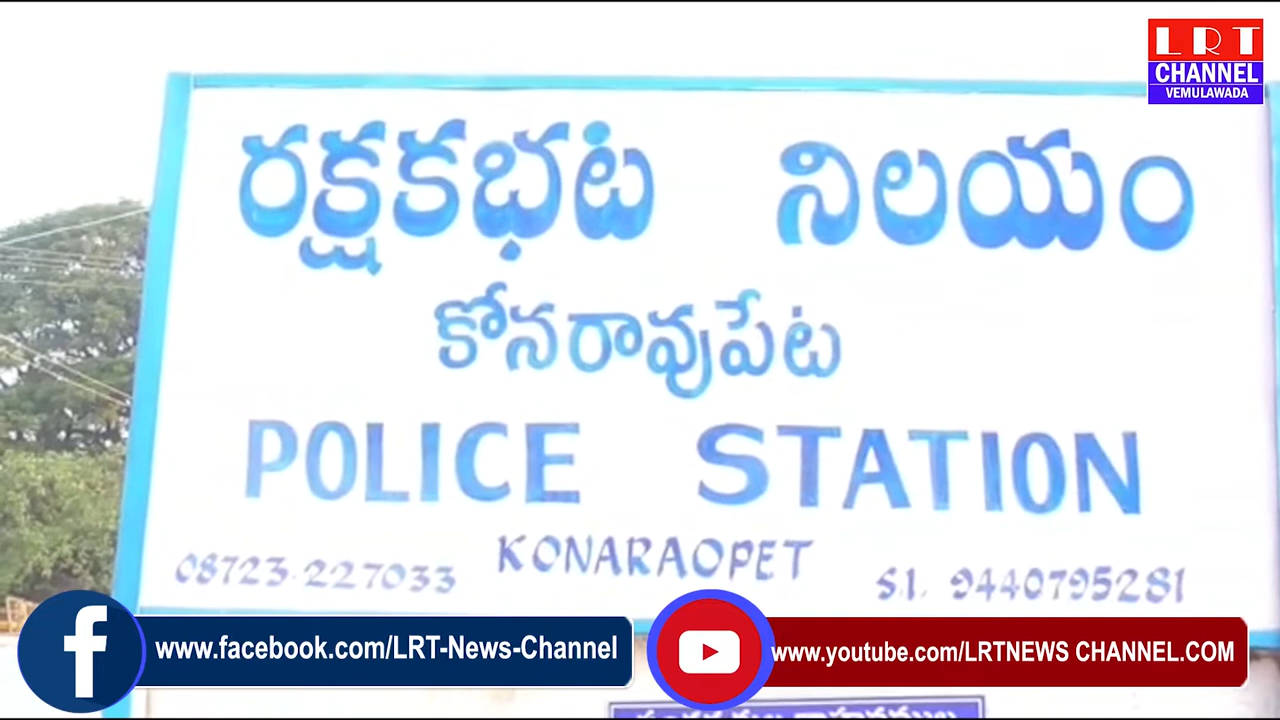 LRT
CHANNEL
VEMULAWADA
రక్షకభట నిలయం
కోనరావుపేట
POLICE STATION
KONARAOPET
08723-227033
S.I. 9440795281
www.facebook.com/LRT-News-Channel
www.youtube.com/LRTNEWS CHANNEL.COM